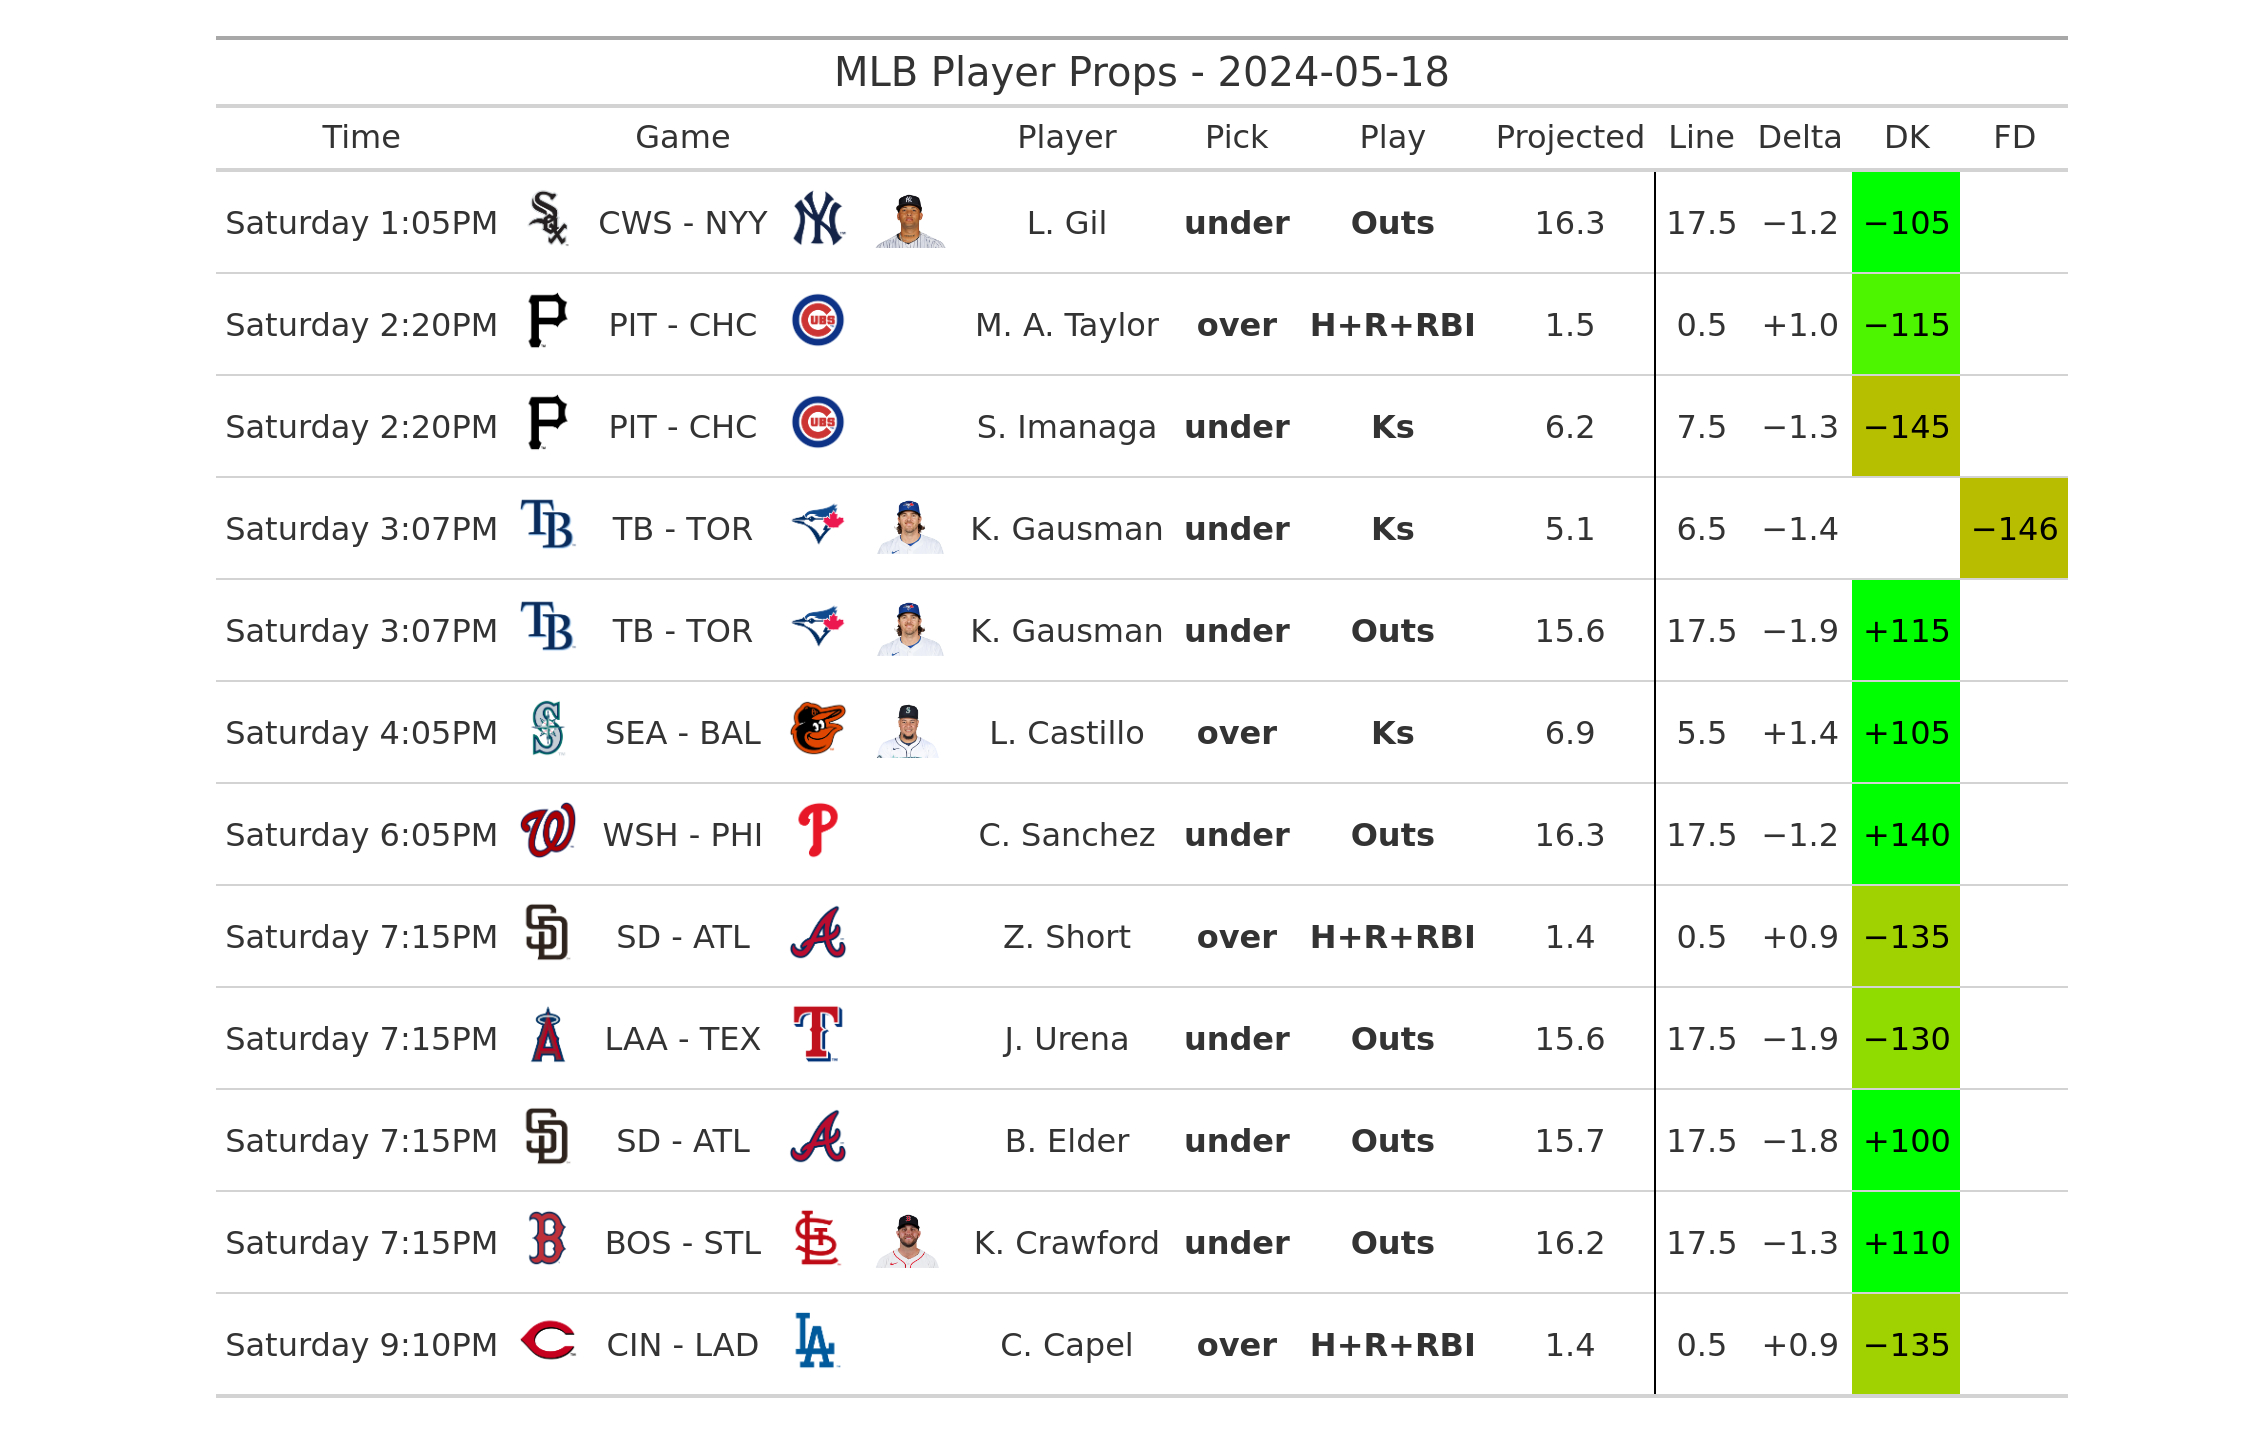 MLB Player Props - 2024-05-18
Time Game Player Pick Play Projected Line Delta DK FD
Saturday 1:05PM CWS - NYY L. Gil under Outs 16.3 17.5 −1.2 −105
Saturday 2:20PM PIT - CHC M. A. Taylor over H+R+RBI 1.5 0.5 +1.0 −115
Saturday 2:20PM PIT - CHC S. Imanaga under Ks 6.2 7.5 −1.3 −145
Saturday 3:07PM TB - TOR K. Gausman under Ks 5.1 6.5 −1.4 −146
Saturday 3:07PM TB - TOR K. Gausman under Outs 15.6 17.5 −1.9 +115
Saturday 4:05PM SEA - BAL L. Castillo over Ks 6.9 5.5 +1.4 +105
Saturday 6:05PM WSH - PHI C. Sanchez under Outs 16.3 17.5 −1.2 +140
Saturday 7:15PM SD - ATL Z. Short over H+R+RBI 1.4 0.5 +0.9 −135
Saturday 7:15PM LAA - TEX J. Urena under Outs 15.6 17.5 −1.9 −130
Saturday 7:15PM SD - ATL B. Elder under Outs 15.7 17.5 −1.8 +100
Saturday 7:15PM BOS - STL K. Crawford under Outs 16.2 17.5 −1.3 +110
Saturday 9:10PM CIN - LAD C. Capel over H+R+RBI 1.4 0.5 +0.9 −135